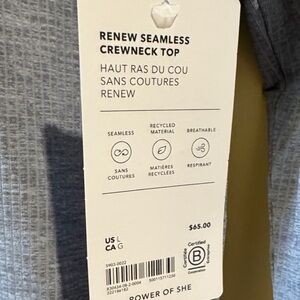 RENEW SEAMLESS
CREWNECK TOP
HAUT RAS DU COU
SANS COUTURES
RENEW
SEAMLESS
RECYCLED
MATERIAL
BREATHABLE
SANS
COUTURES
MATIÈRES
RECYCLÉES
RESPIRANT
$65.00
US L
CA G
Certified
B
Corporation
POWER OF SHE